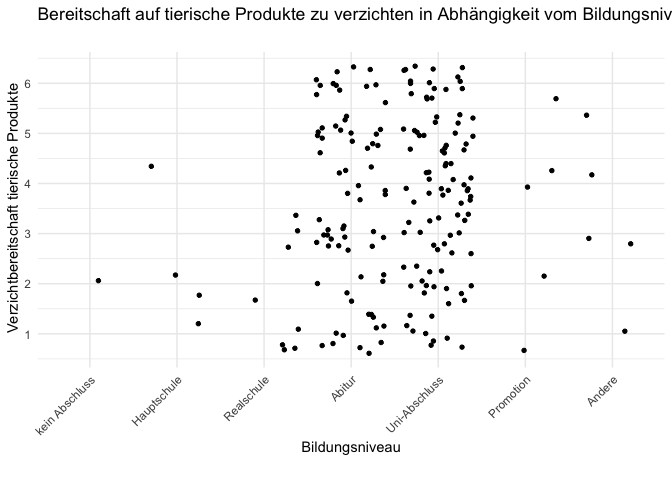 Bereitschaft auf tierische Produkte zu verzichten in Abhängigkeit vom Bildungsniv
Verzichtbereitschaft tierische Produkte
6
5
4
3
2
1
kein Abschluss
Hauptschule
Realschule
Abitur
Uni-Abschluss
Promotion
Andere
Bildungsniveau